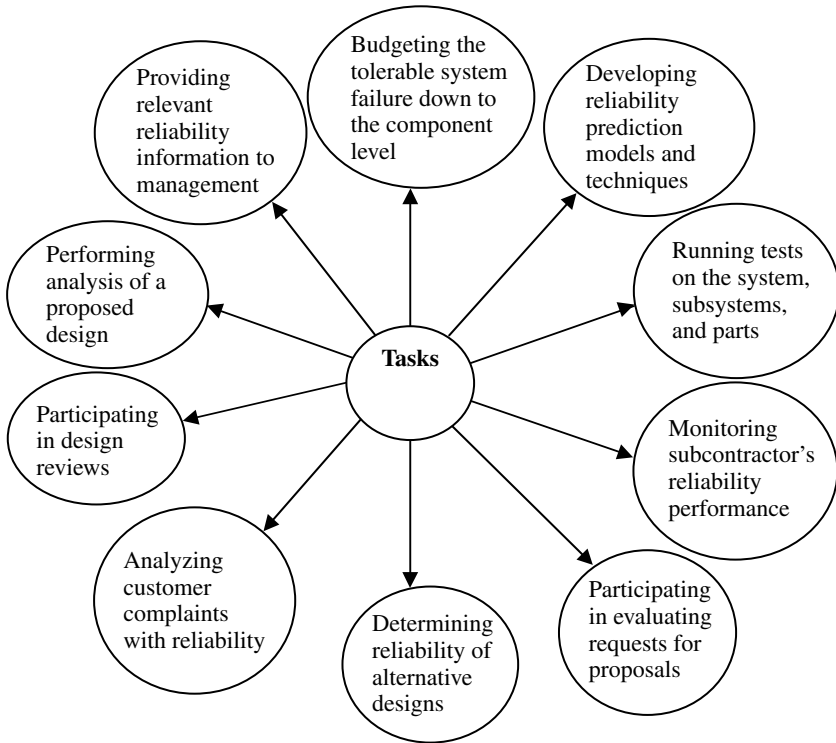 Budgeting the
tolerable system
failure down to
the component
level
Developing
reliability
prediction
models and
techniques
Running tests
on the system,
subsystems,
and parts
Monitoring
subcontractor’s
reliability
performance
Participating
in evaluating
requests for
proposals
Determining
reliability of
alternative
designs
Analyzing
customer
complaints
with reliability
Participating
in design
reviews
Performing
analysis of a
proposed
design
Providing
relevant
reliability
information to
management
Tasks